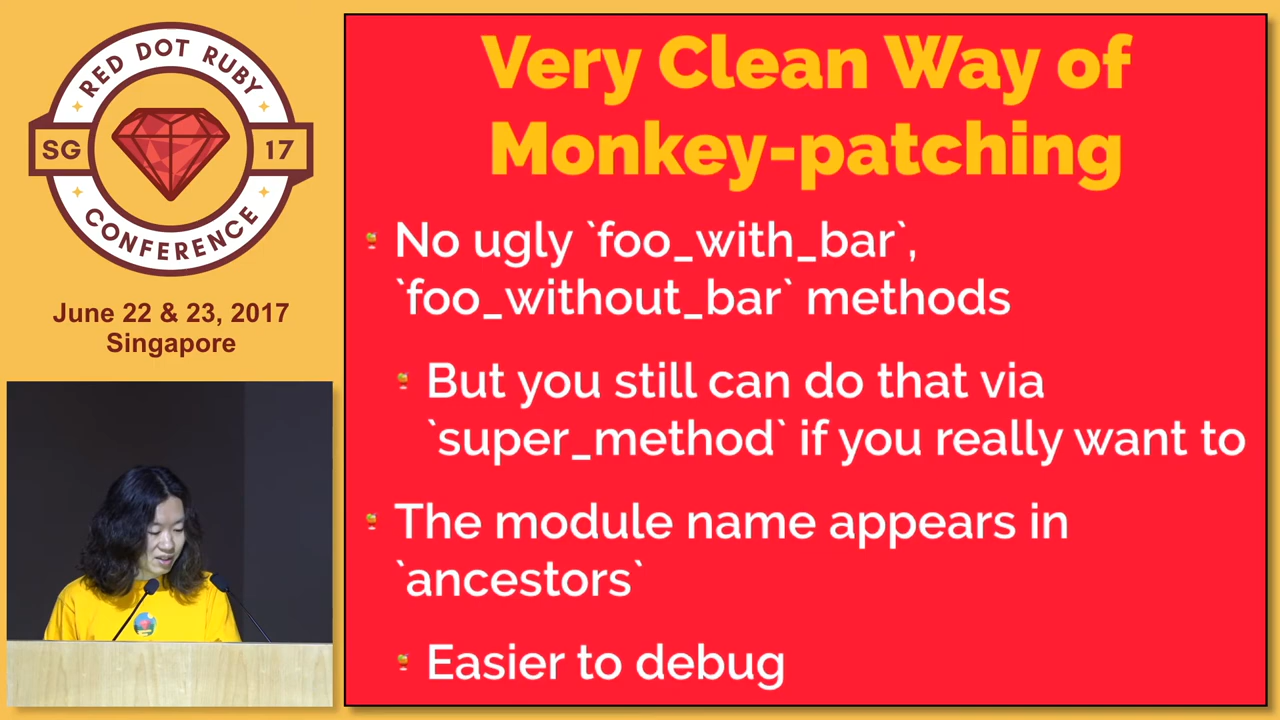 RED DOT RUBY
SG 17
CONFERENCE
June 22 & 23, 2017
Singapore
Very Clean Way of
Monkey-patching
No ugly `foo_with_bar`,
`foo_without_bar` methods
But you still can do that via
`super_method` if you really want to
The module name appears in
`ancestors`
Easier to debug